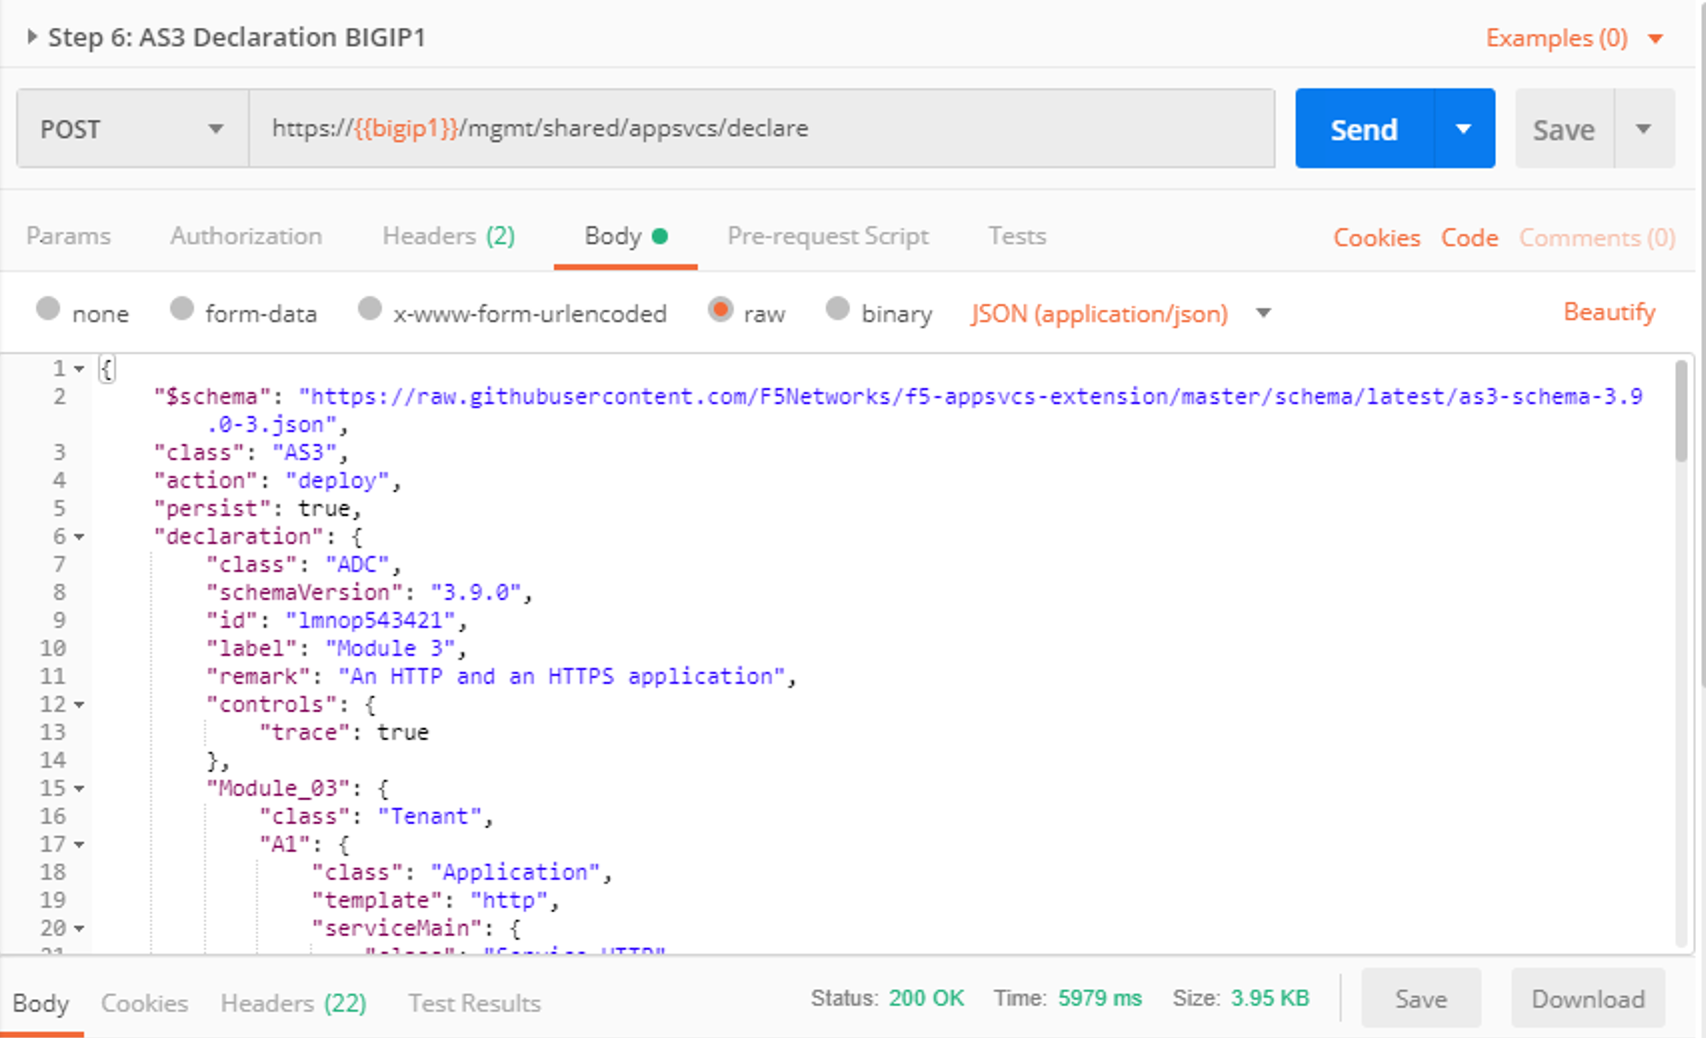 Step 6: AS3 Declaration BIGIP1
Examples (0)
POST
https://{{bigip1}}/mgmt/shared/appsvcs/declare
Send
Save
Params Authorization Headers (2) Body Pre-request Script Tests
Cookies Code Comments (0)
none form-data x-www-form-urlencoded raw binary JSON (application/json)
Beautify
1 {
2 "$schema": "https://raw.githubusercontent.com/F5Networks/f5-appsvcs-extension/master/schema/latest/as3-schema-3.9
.0-3.json",
3 "class": "AS3",
4 "action": "deploy",
5 "persist": true,
6 "declaration": {
7 "class": "ADC",
8 "schemaVersion": "3.9.0",
9 "id": "lmnop543421",
10 "label": "Module 3",
11 "remark": "An HTTP and an HTTPS application",
12 "controls": {
13 "trace": true
14 },
15 "Module_03": {
16 "class": "Tenant",
17 "A1": {
18 "class": "Application",
19 "template": "http",
20 "serviceMain": {
21 "class": "Service_HTTP"
Body Cookies Headers (22) Test Results
Status: 200 OK Time: 5979 ms Size: 3.95 KB
Save
Download